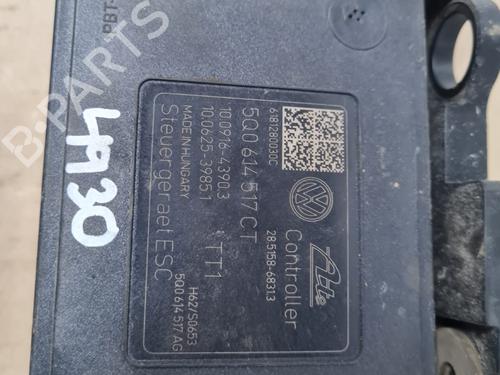 PBT-
6181280030C
5Q0 614 517 CT
10.0916-4390.3
10.0625-3985.1
MADE IN HUNGARY
Steuergeraet ESC
TT1
H62/S0653
5Q0 614 517 AG
Ate
Controller
28.5158-6831.3
4930
B-PARTS